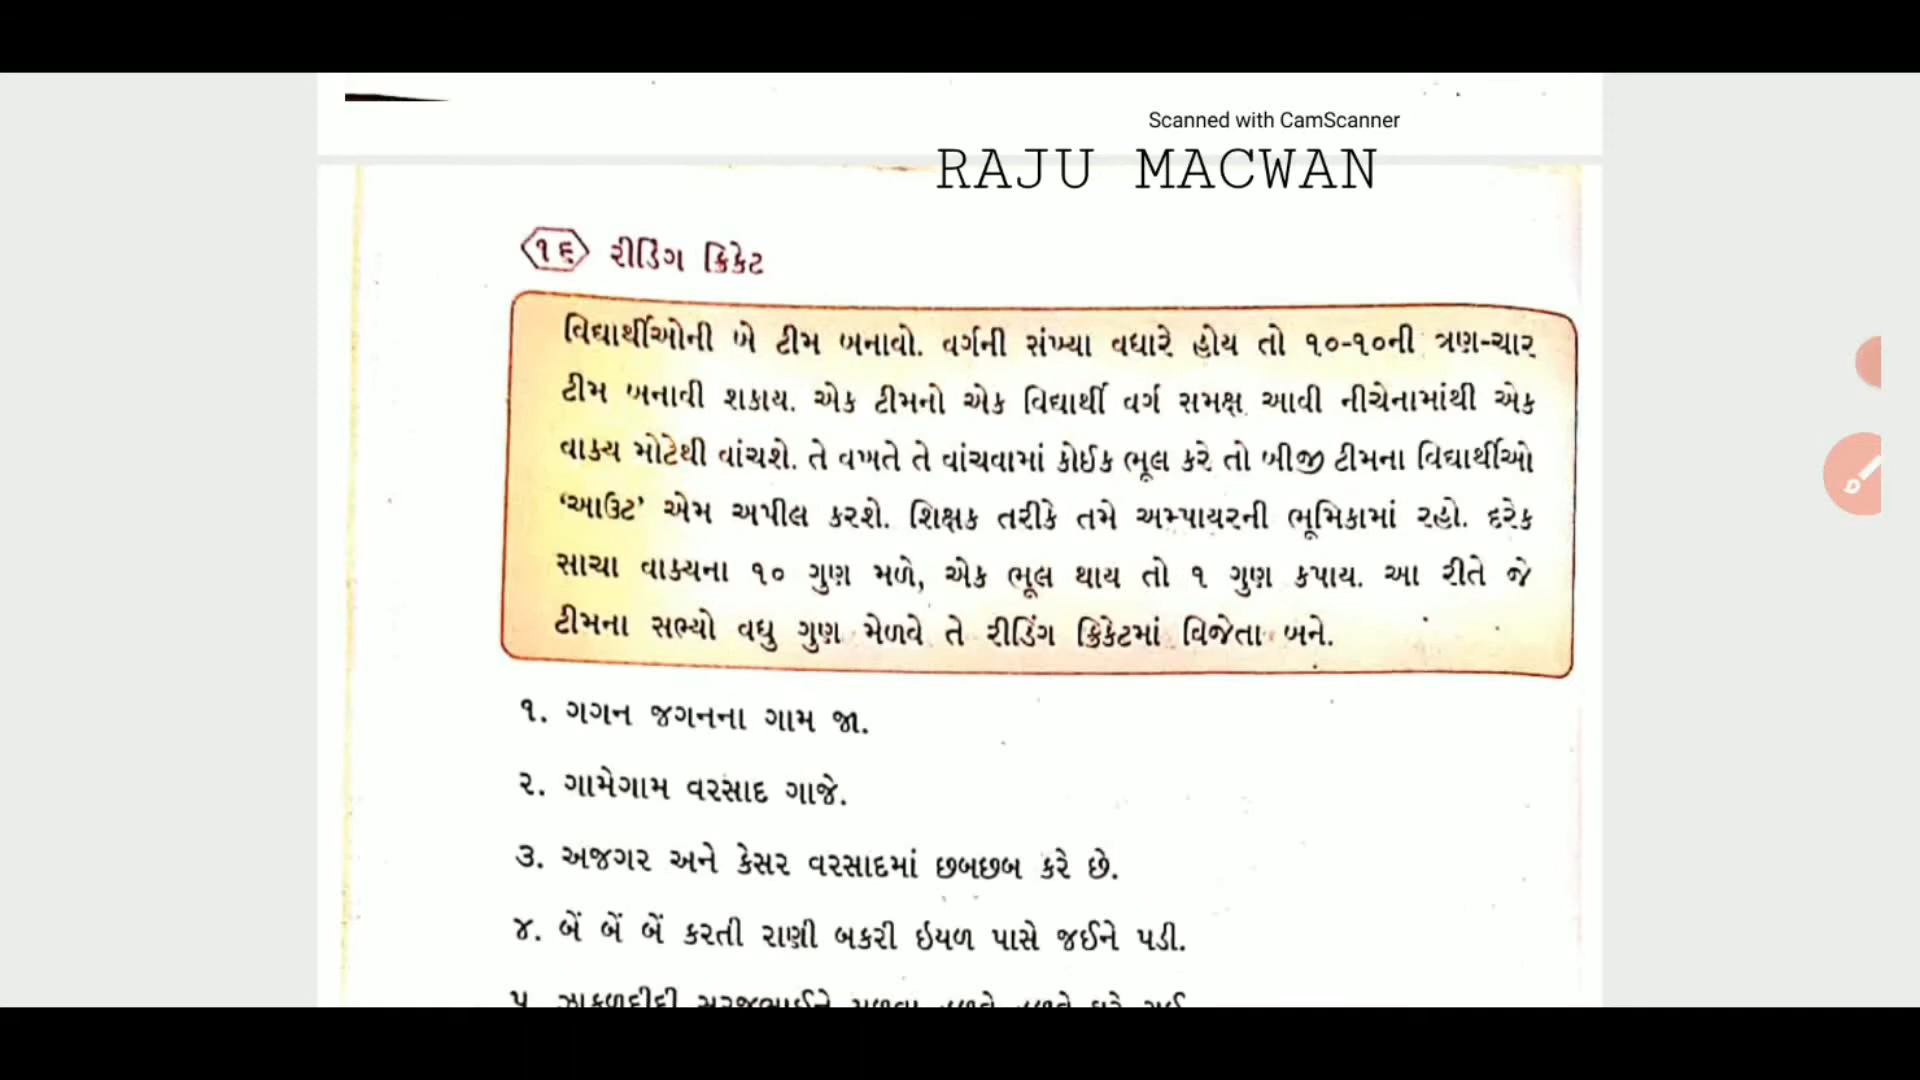 Scanned with CamScanner
RAJU MACWAN
૧૬ રીડિંગ ક્રિકેટ
વિદ્યાર્થીઓની બે ટીમ બનાવો. વર્ગની સંખ્યા વધારે હોય તો ૧૦-૧૦ની ત્રણ-ચાર
ટીમ બનાવી શકાય. એક ટીમનો એક વિદ્યાર્થી વર્ગ સમક્ષ આવી નીચેનામાંથી એક
વાક્ય મોટેથી વાંચશે. તે વખતે તે વાંચવામાં કોઈક ભૂલ કરે તો બીજી ટીમના વિદ્યાર્થીઓ
‘આઉટ’ એમ અપીલ કરશે. શિક્ષક તરીકે તમે અમ્પાયરની ભૂમિકામાં રહો. દરેક
સાચા વાક્યના ૧૦ ગુણ મળે, એક ભૂલ થાય તો ૧ ગુણ કપાય. આ રીતે જે
ટીમના સભ્યો વધુ ગુણ મેળવે તે રીડિંગ ક્રિકેટમાં વિજેતા બને.
૧. ગગન જગનના ગામ જા.
૨. ગામેગામ વરસાદ ગાજે.
૩. અજગર અને કેસર વરસાદમાં છબછબ કરે છે.
૪. બેં બેં બેં કરતી રાણી બકરી ઇયળ પાસે જઈને પડી.
૫. ઝાકળદીદી